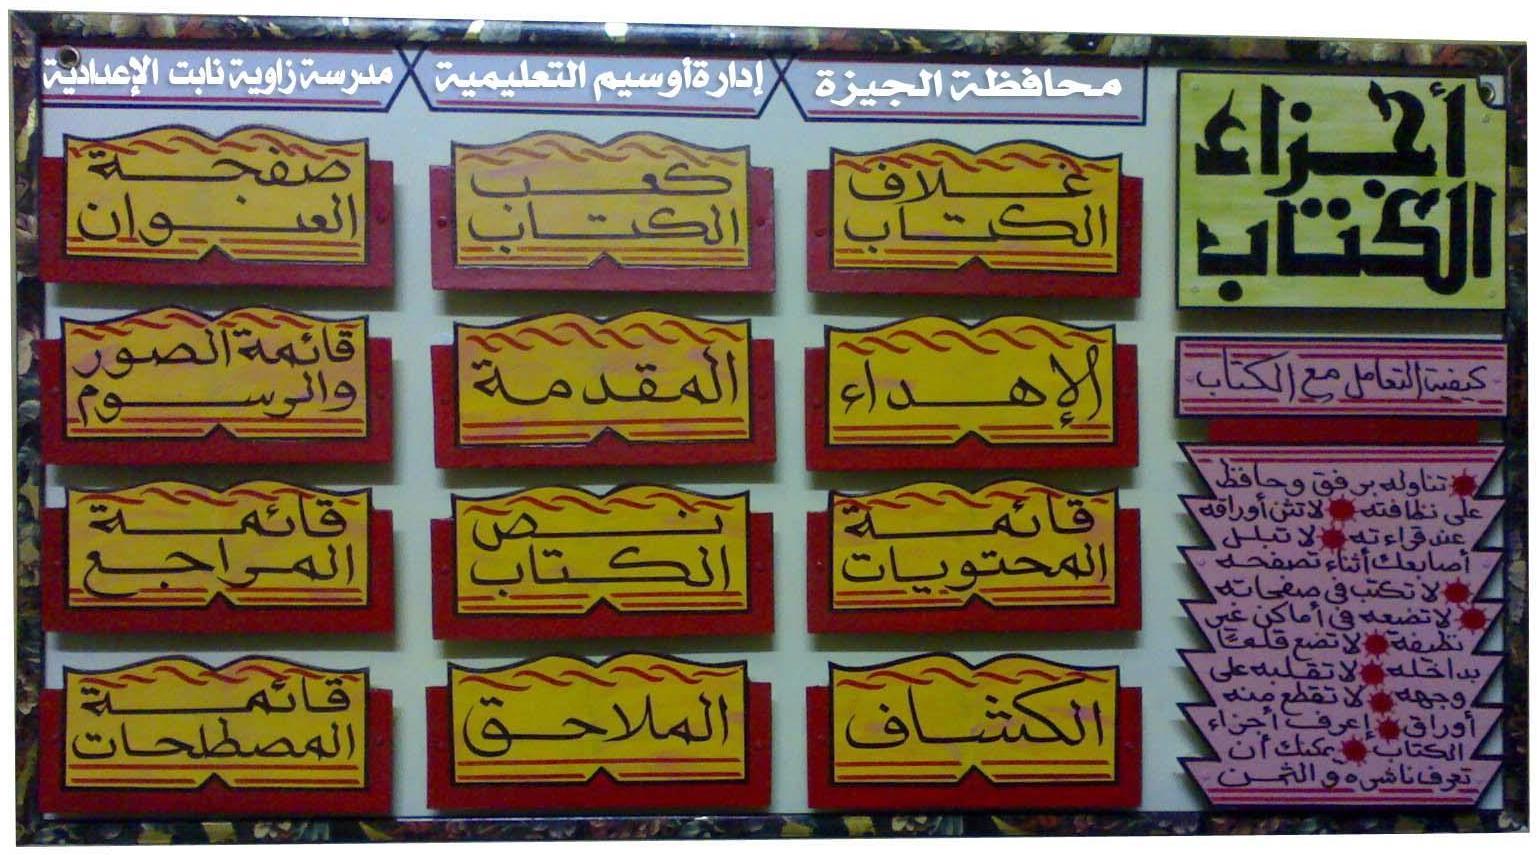 محافظة الجيزة
إدارة أوسيم التعليمية
مدرسة زاوية نابت الإعدادية
أجزاء
الكتاب
غلاف
الكتاب
كعب
الكتاب
صفحة
العنوان
الإهداء
المقدمة
قائمة الصور
والرسوم
قائمة
المحتويات
نص
الكتاب
قائمة
المراجع
الكشاف
الملاحق
قائمة
المصطلحات
كيفية التعامل مع الكتاب
تناوله برفق وحافظ
على نظافته لاتثن أوراقه
عند قراءته لا تبلل
أصابعك أثناء تصفحه
لا تكتب في صفحاته
لا تضعه في أماكن غير
نظيفة لا تضع قلمًا
بداخله لا تقلبه على
وجهه لا تقطع منه
أوراق إعرف أجزاء
الكتاب يمكنك أن
تعرف ناشره والثمن